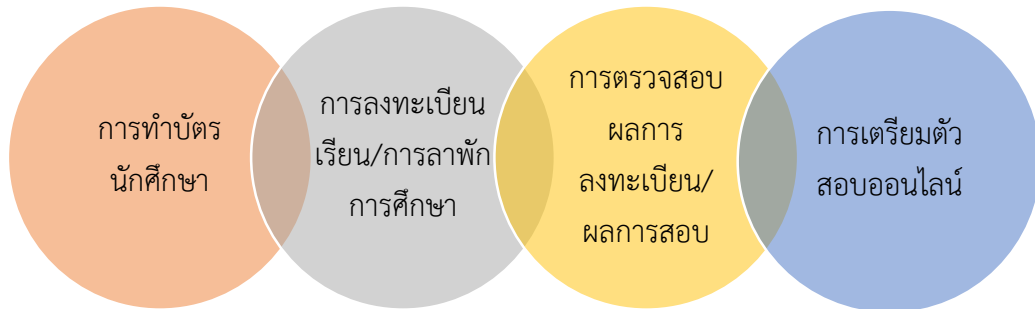 การทำบัตร
นักศึกษา
การลงทะเบียน
เรียน/การลาพัก
การศึกษา
การตรวจสอบ
ผลการ
ลงทะเบียน/
ผลการสอบ
การเตรียมตัว
สอบออนไลน์